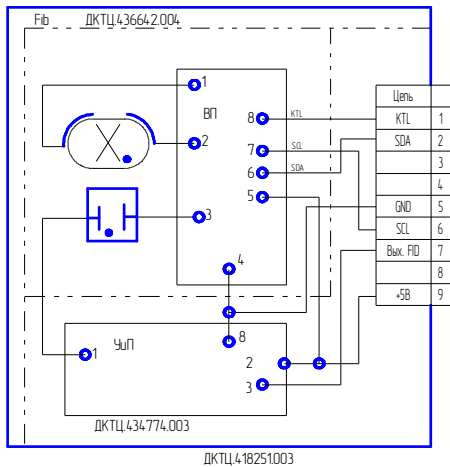 Fib ДКТЦ.436642.004
1
ВП
2
8 KTL
7 SCL
6 SDA
5
3
4
Цепь
KTL 1
SDA 2
3
4
GND 5
SCL 6
Вых. FID 7
8
+5В 9
УиП
1
8
2
3
ДКТЦ.434774.003
ДКТЦ.418251.003